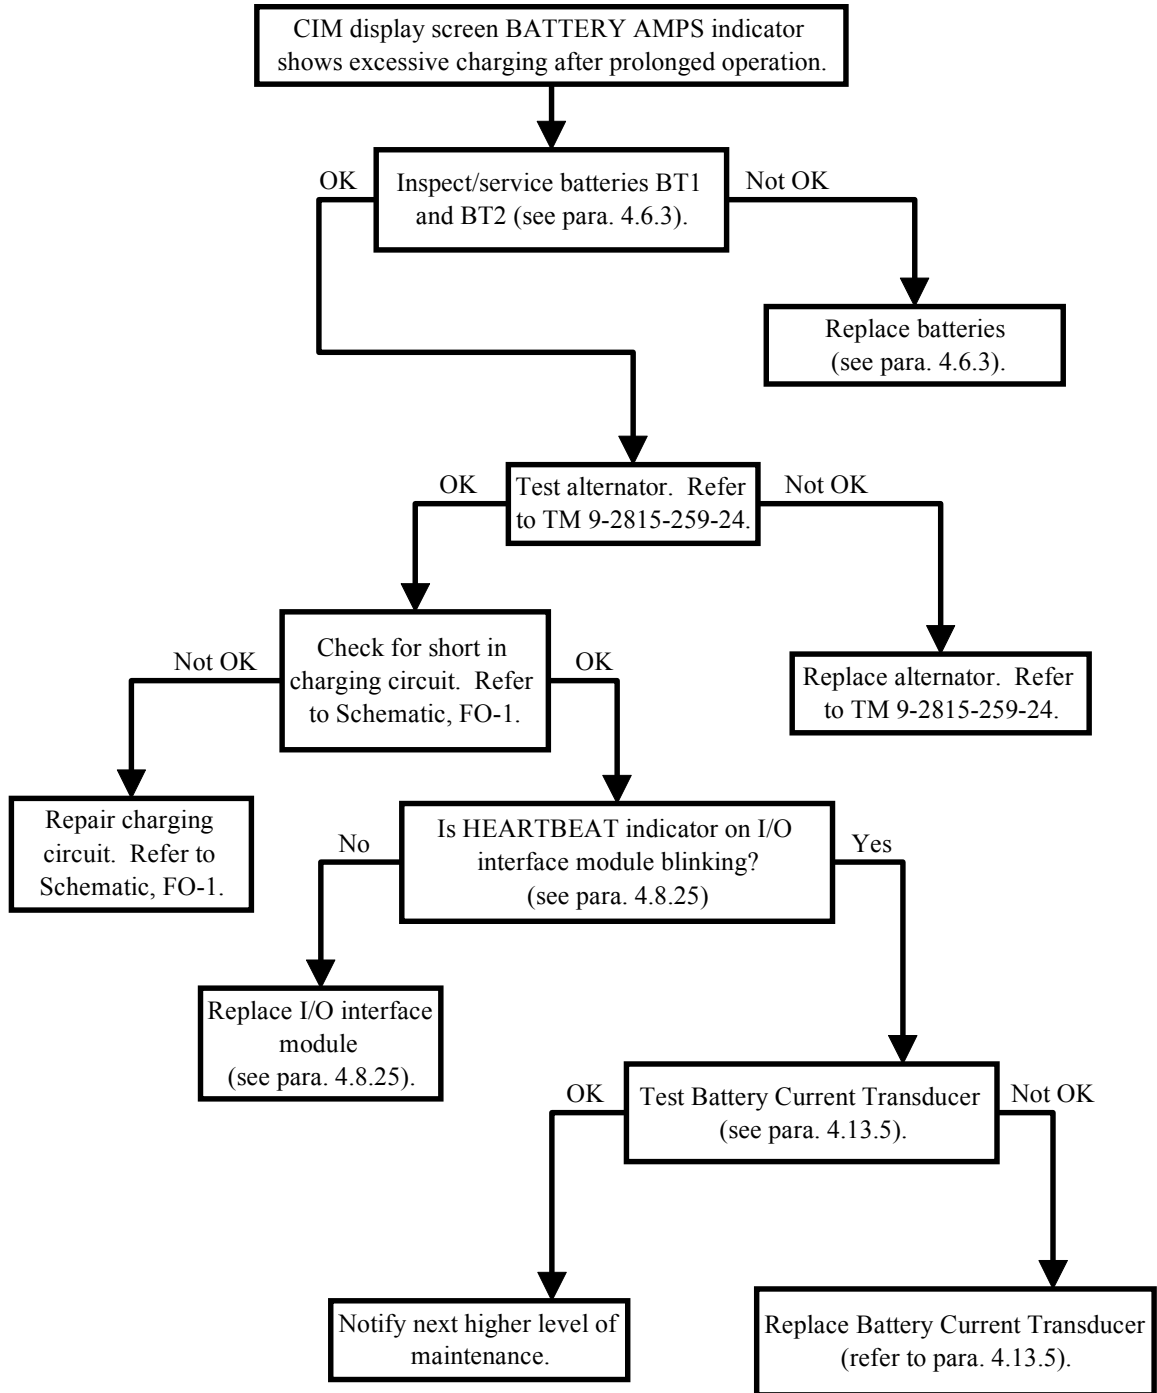 CIM display screen BATTERY AMPS indicator
shows excessive charging after prolonged operation.
OK
Inspect/service batteries BT1
and BT2 (see para. 4.6.3).
Not OK
Replace batteries
(see para. 4.6.3).
OK
Test alternator. Refer
to TM 9-2815-259-24.
Not OK
Not OK
Check for short in
charging circuit. Refer
to Schematic, FO-1.
OK
Replace alternator. Refer
to TM 9-2815-259-24.
Repair charging
circuit. Refer to
Schematic, FO-1.
No
Is HEARTBEAT indicator on I/O
interface module blinking?
(see para. 4.8.25)
Yes
Replace I/O interface
module
(see para. 4.8.25).
OK
Test Battery Current Transducer
(see para. 4.13.5).
Not OK
Notify next higher level of
maintenance.
Replace Battery Current Transducer
(refer to para. 4.13.5).